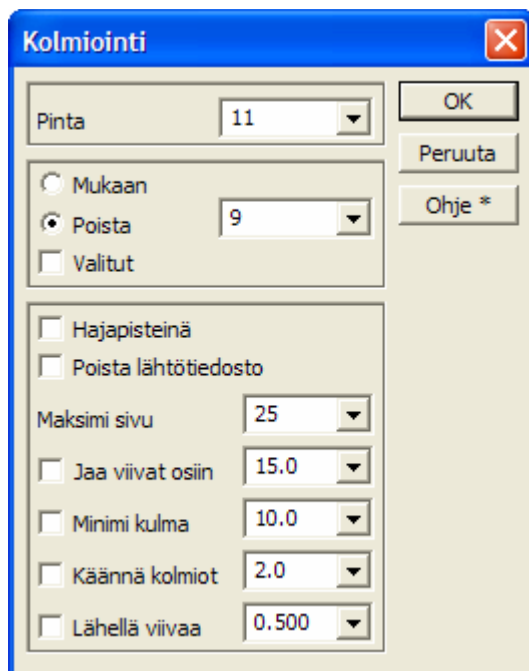 Kolmiointi
Pinta 11
OK
Peruuta
Ohje *
Mukaan
Poista 9
Valitut
Hajapisteinä
Poista lähtötiedosto
Maksimi sivu 25
Jaa viivat osiin 15.0
Minimi kulma 10.0
Käännä kolmiot 2.0
Lähellä viivaa 0.500